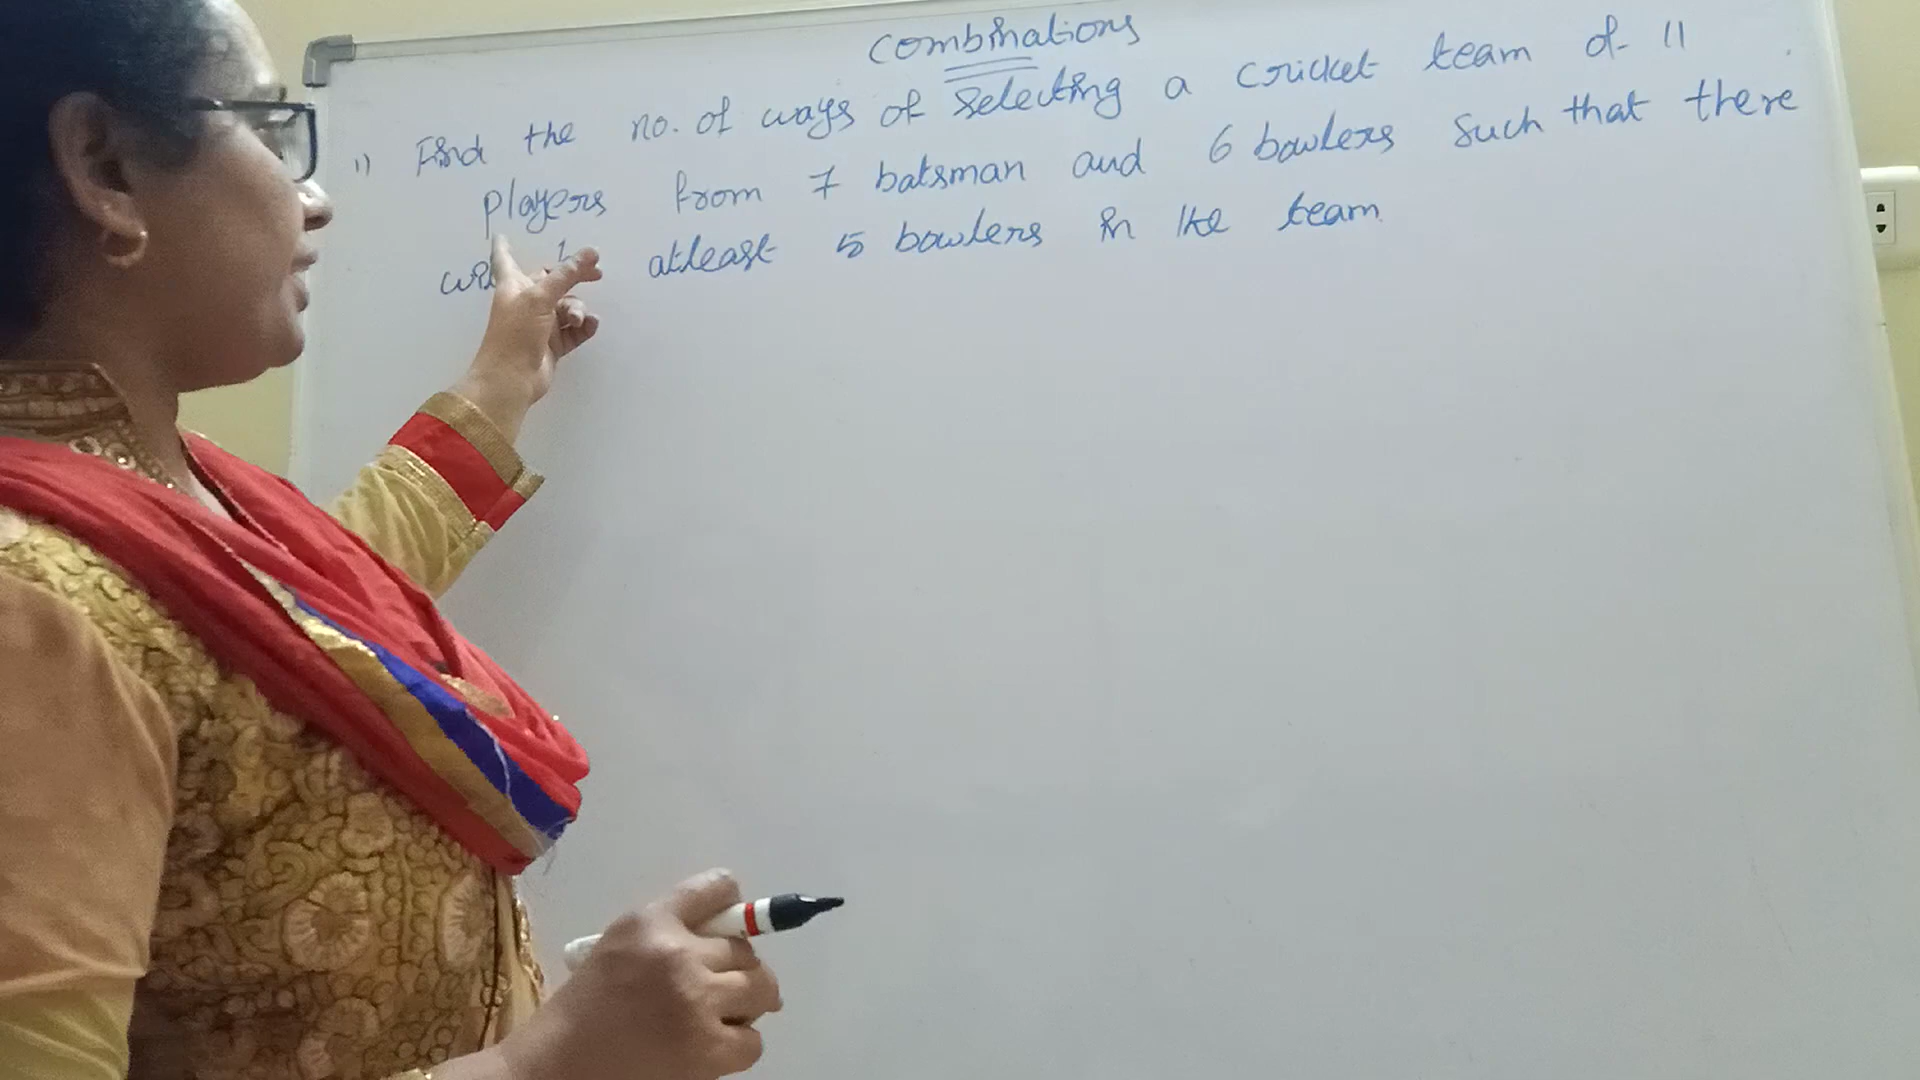 Combinations
1) Find the no. of ways of selecting a cricket team of 11
players from 7 batsman and 6 bowlers such that there
atleast 5 bowlers in the team